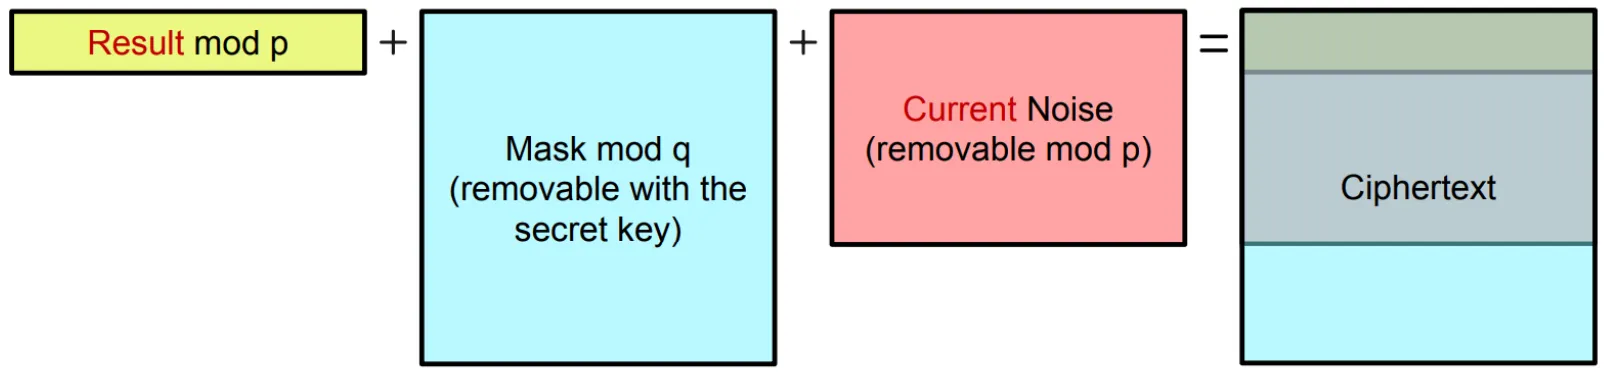 Result mod p
+
Mask mod q
(removable with the
secret key)
+
Current Noise
(removable mod p)
=
Ciphertext